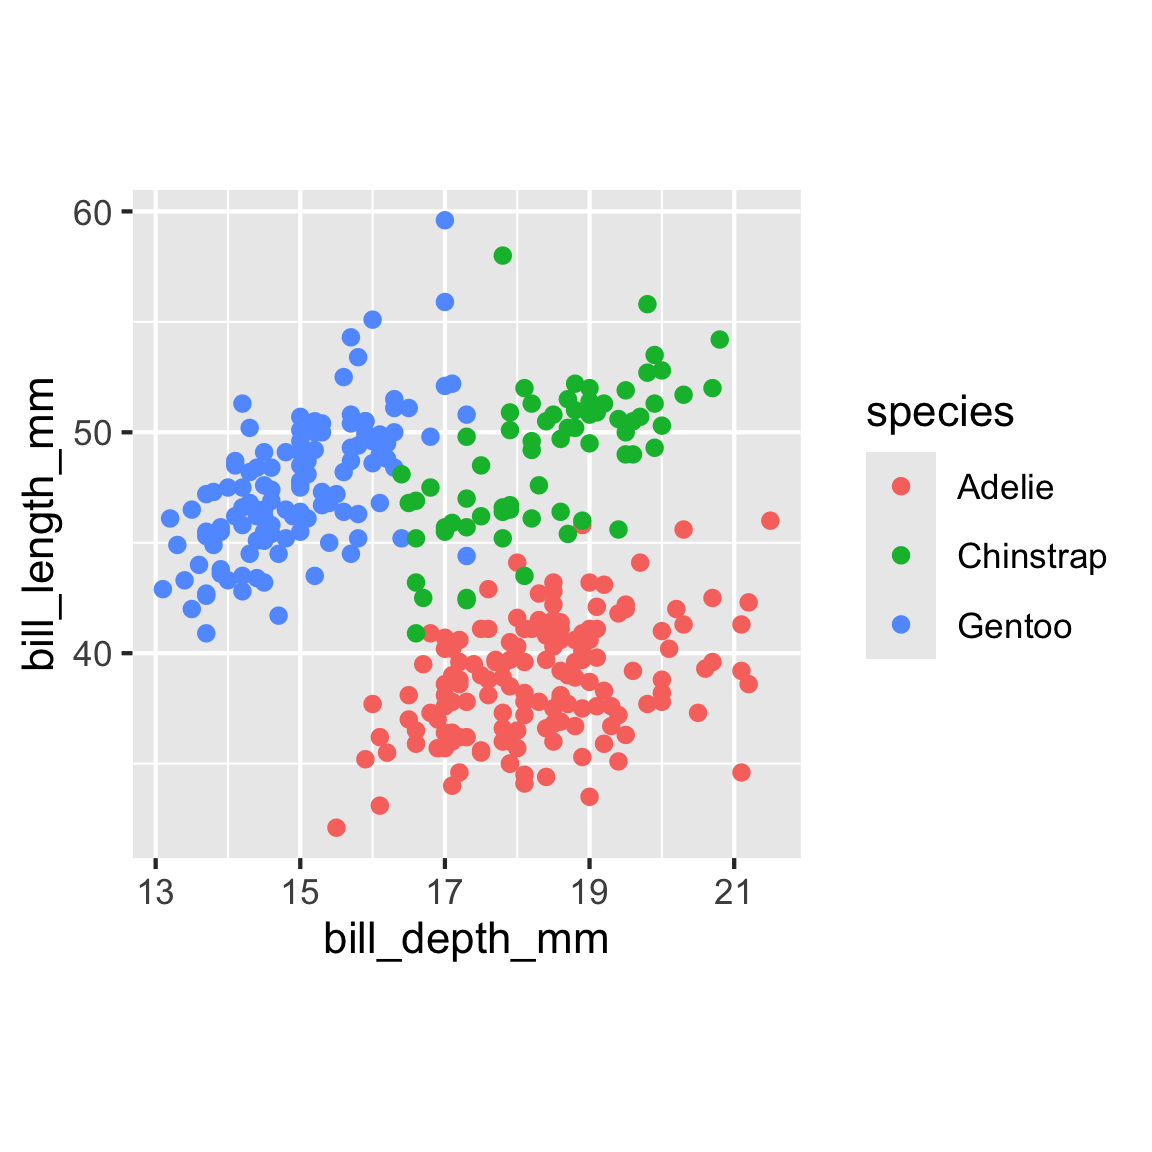 60
50
40
13 15 17 19 21
bill_depth_mm
bill_length_mm
species
Adelie
Chinstrap
Gentoo